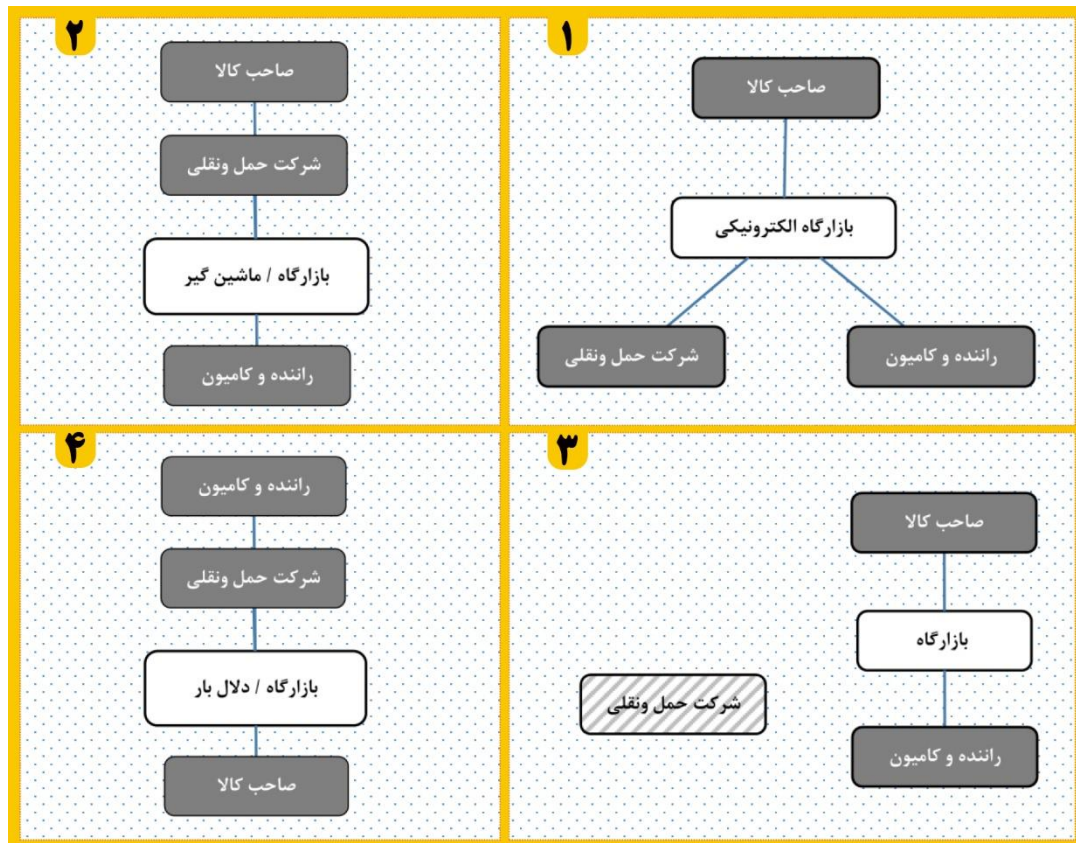 ۱
صاحب کالا
بازارگاه الکترونیکی
راننده و کامیون
شرکت حمل ونقلی
۲
صاحب کالا
شرکت حمل ونقلی
بازارگاه / ماشین گیر
راننده و کامیون
۳
صاحب کالا
بازارگاه
شرکت حمل ونقلی
راننده و کامیون
۴
راننده و کامیون
شرکت حمل ونقلی
بازارگاه / دلال بار
صاحب کالا